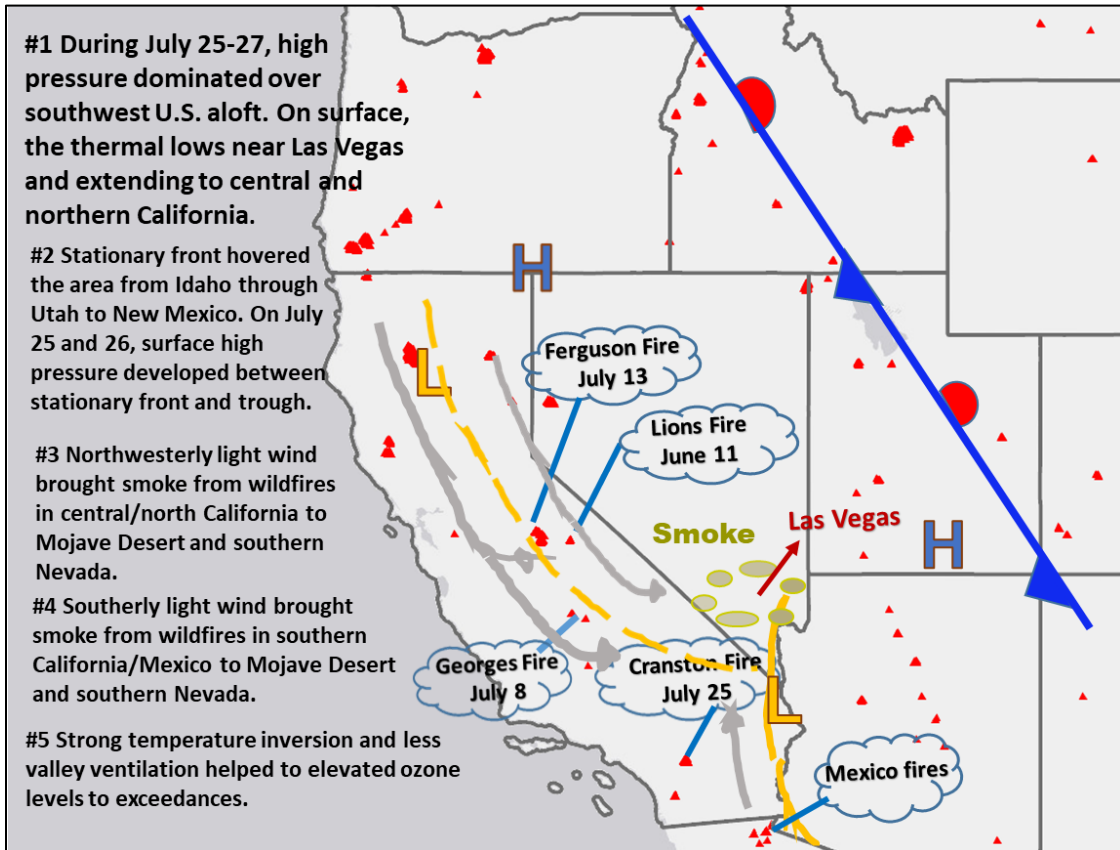 #1 During July 25-27, high
pressure dominated over
southwest U.S. aloft. On surface,
the thermal lows near Las Vegas
and extending to central and
northern California.
#2 Stationary front hovered
the area from Idaho through
Utah to New Mexico. On July
25 and 26, surface high
pressure developed between
stationary front and trough.
#3 Northwesterly light wind
brought smoke from wildfires
in central/north California to
Mojave Desert and southern
Nevada.
#4 Southerly light wind brought
smoke from wildfires in southern
California/Mexico to Mojave Desert
and southern Nevada.
#5 Strong temperature inversion and less
valley ventilation helped to elevated ozone
levels to exceedances.
H
L
Ferguson Fire
July 13
Lions Fire
June 11
Smoke
Las Vegas
H
Georges Fire
July 8
Cranston Fire
July 25
L
Mexico fires